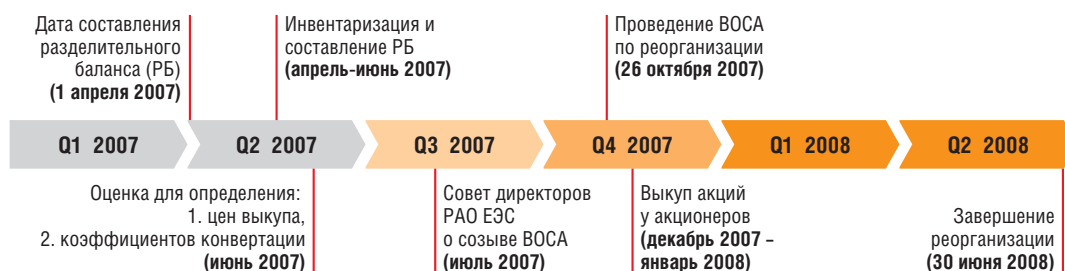 Дата составления
разделительного
баланса (РБ)
(1 апреля 2007)
Инвентаризация и
составление РБ
(апрель-июнь 2007)
Проведение ВОСА
по реорганизации
(26 октября 2007)
Q1 2007
Q2 2007
Q3 2007
Q4 2007
Q1 2008
Q2 2008
Оценка для определения:
1. цен выкупа,
2. коэффициентов конвертации
(июнь 2007)
Совет директоров
РАО ЕЭС
о созыве ВОСА
(июль 2007)
Выкуп акций
у акционеров
(декабрь 2007 –
январь 2008)
Завершение
реорганизации
(30 июня 2008)